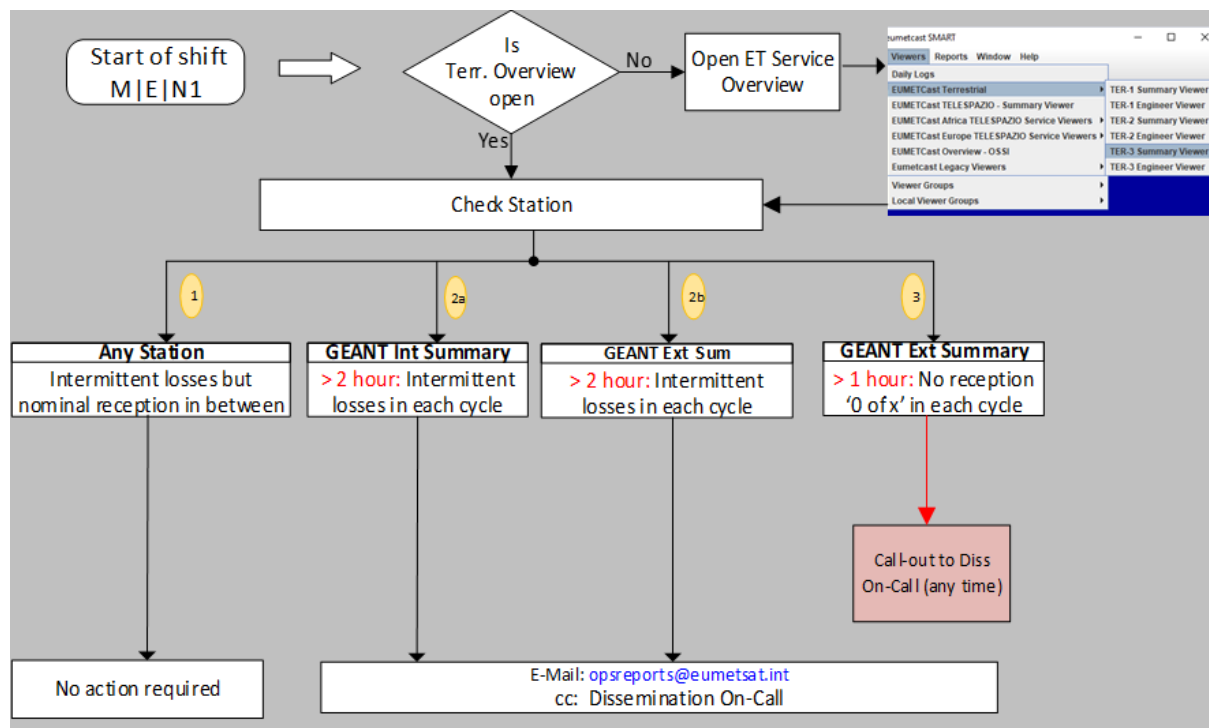 Start of shift
M|E|N1
Is
Terr. Overview
open
No
Yes
Open ET Service
Overview
eumetcast SMART
Viewers Reports Window Help
Daily Logs
EUMETCast Terrestrial
EUMETCast TELESPAZIO - Summary Viewer
EUMETCast Africa TELESPAZIO Service Viewers
EUMETCast Europe TELESPAZIO Service Viewers
EUMETCast Overview - OSSI
Eumetcast Legacy Viewers
Viewer Groups
Local Viewer Groups
TER-1 Summary Viewer
TER-1 Engineer Viewer
TER-2 Summary Viewer
TER-2 Engineer Viewer
TER-3 Summary Viewer
TER-3 Engineer Viewer
Check Station
1
2a
2b
3
Any Station
Intermittent losses but
nominal reception in between
GEANT Int Summary
> 2 hour: Intermittent
losses in each cycle
GEANT Ext Sum
> 2 hour: Intermittent
losses in each cycle
GEANT Ext Summary
> 1 hour: No reception
‘0 of x’ in each cycle
Call-out to Diss
On-Call (any time)
No action required
E-Mail: opsreports@eumetsat.int
cc: Dissemination On-Call